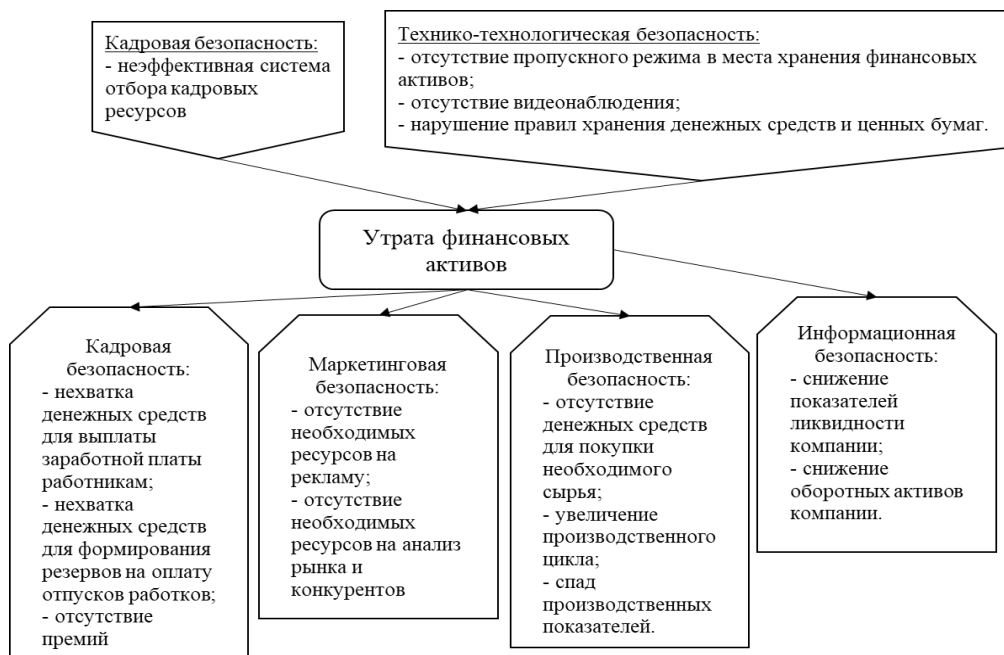 Кадровая безопасность:
- неэффективная система
отбора кадровых
ресурсов
Технико-технологическая безопасность:
- отсутствие пропускного режима в места хранения финансовых
активов;
- отсутствие видеонаблюдения;
- нарушение правил хранения денежных средств и ценных бумаг.
Утрата финансовых
активов
Кадровая
безопасность:
- нехватка
денежных средств
для выплаты
заработной платы
работникам;
- нехватка
денежных средств
для формирования
резервов на оплату
отпусков работков;
- отсутствие
премий
Маркетинговая
безопасность:
- отсутствие
необходимых
ресурсов на
рекламу;
- отсутствие
необходимых
ресурсов на анализ
рынка и
конкурентов
Производственная
безопасность:
- отсутствие
денежных средств
для покупки
необходимого
сырья;
- увеличение
производственного
цикла;
- спад
производственных
показателей.
Информационная
безопасность:
- снижение
показателей
ликвидности
компании;
- снижение
оборотных активов
компании.